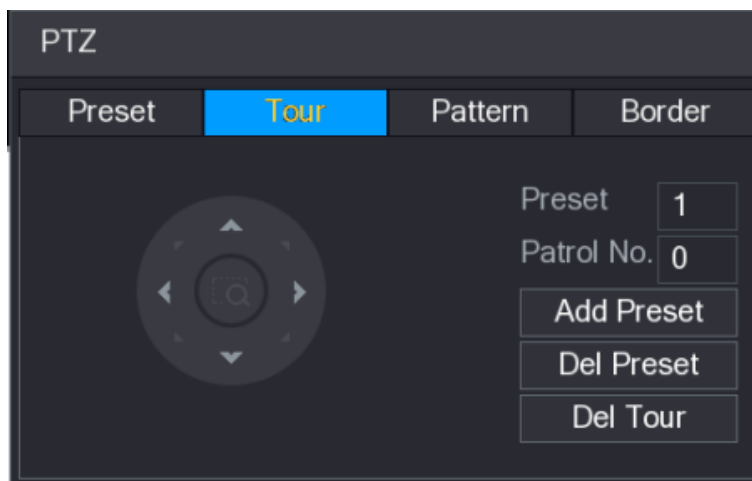 PTZ
Preset Tour Pattern Border
Preset 1
Patrol No. 0
Add Preset
Del Preset
Del Tour